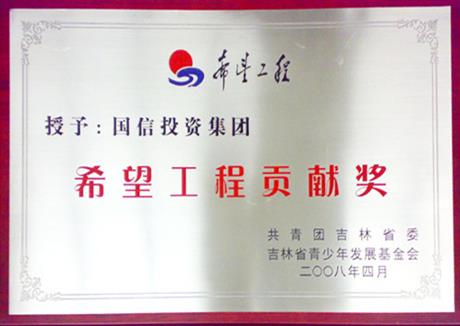 希望工程
授予：国信投资集团
希望工程贡献奖
共青团吉林省委
吉林省青少年发展基金会
二〇〇八年四月